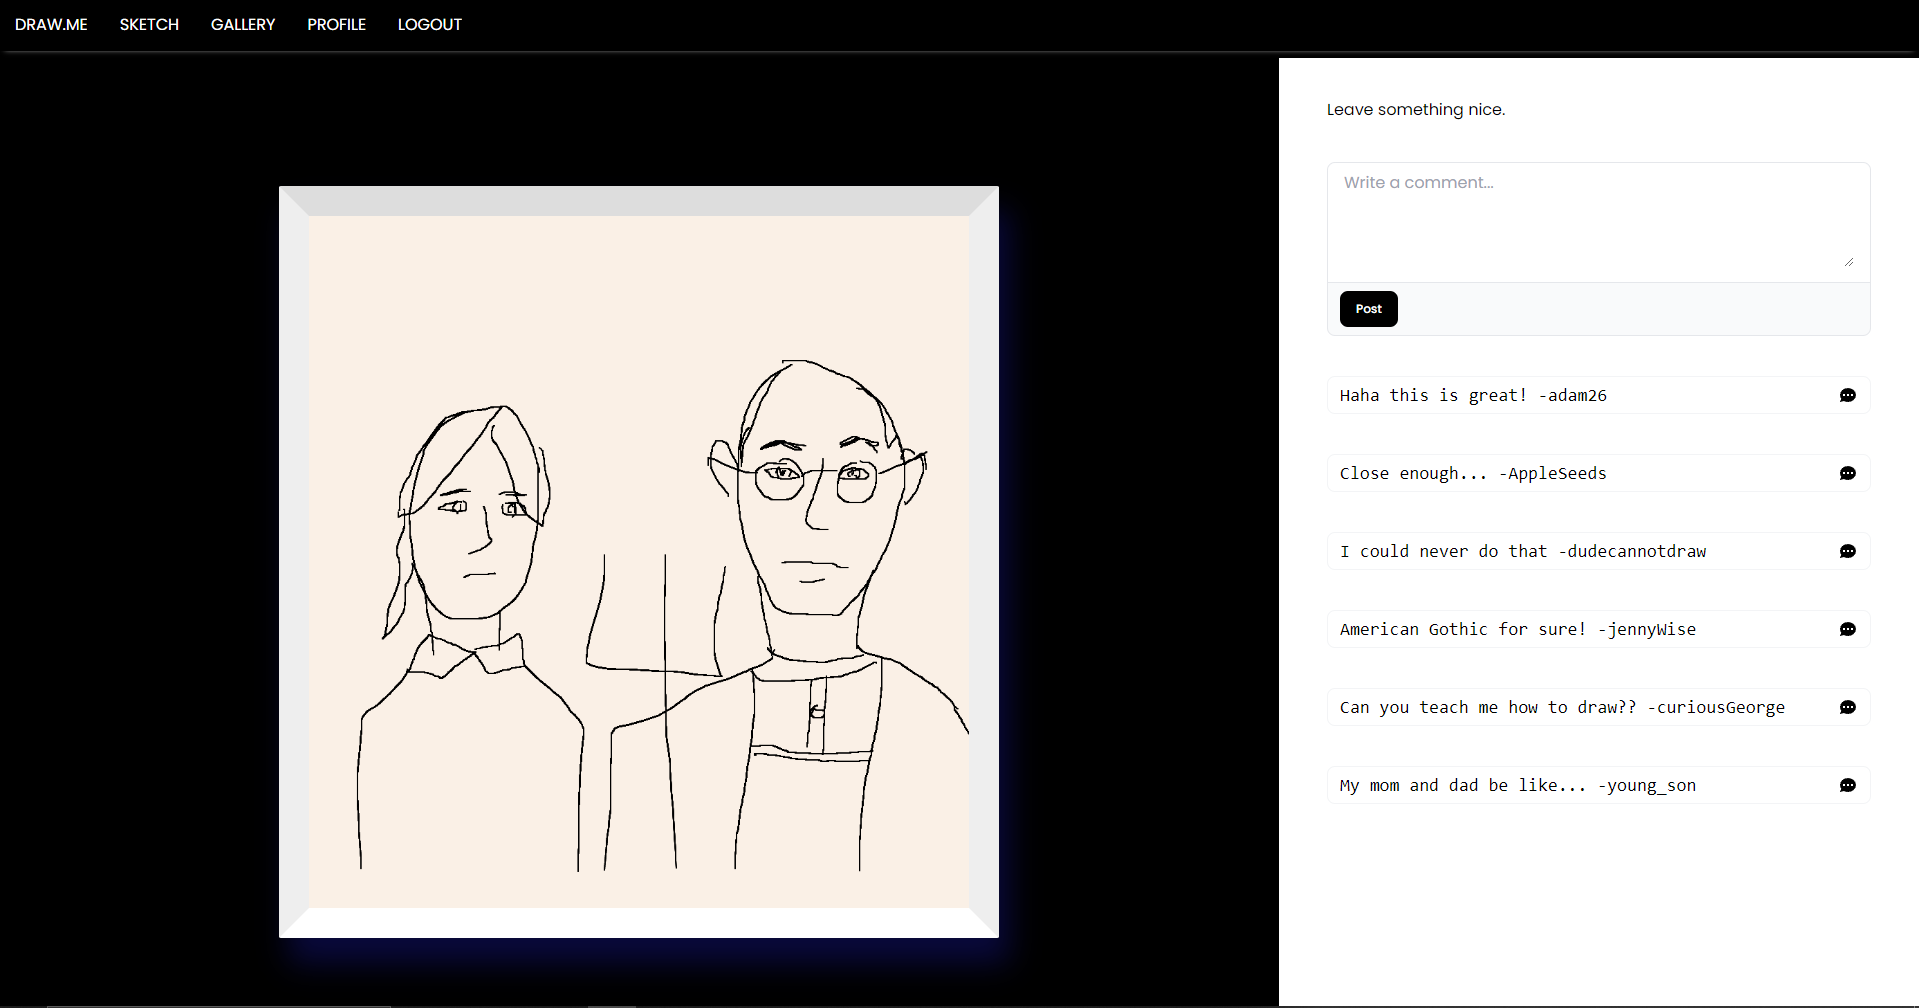 DRAW.ME SKETCH GALLERY PROFILE LOGOUT
Leave something nice.
Write a comment...
Post
Haha this is great! -adam26
Close enough... -AppleSeeds
I could never do that -dudecannotdraw
American Gothic for sure! -jennyWise
Can you teach me how to draw?? -curiousGeorge
My mom and dad be like... -young_son